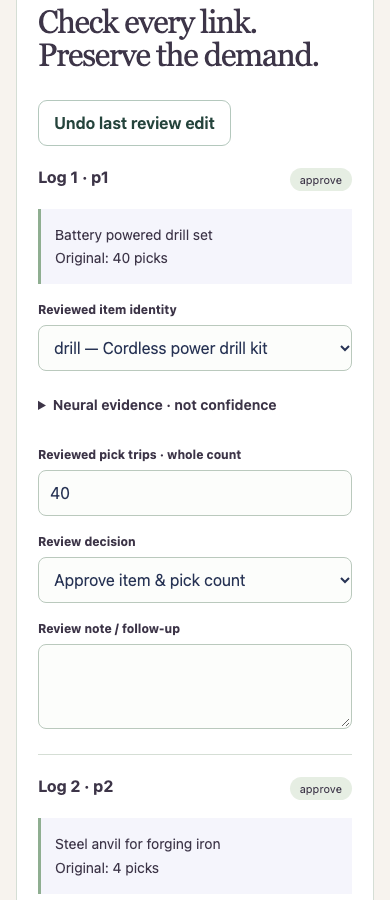 Check every link.
Preserve the demand.
Undo last review edit
Log 1 · p1
approve
Battery powered drill set
Original: 40 picks
Reviewed item identity
drill — Cordless power drill kit
Neural evidence · not confidence
Reviewed pick trips · whole count
40
Review decision
Approve item & pick count
Review note / follow-up
Log 2 · p2
approve
Steel anvil for forging iron
Original: 4 picks